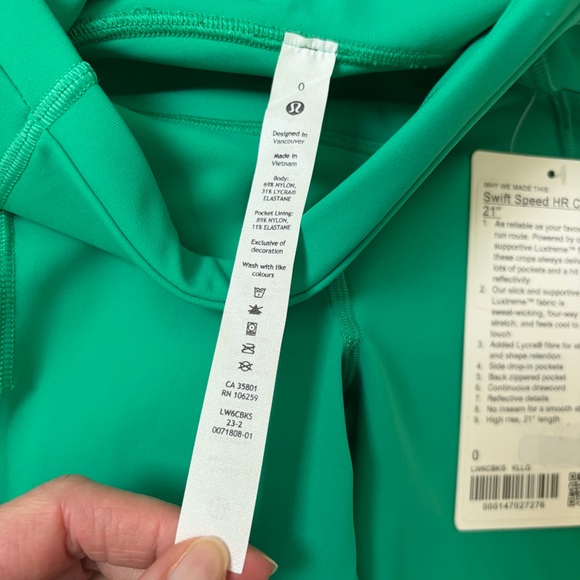 0
Designed in
Vancouver
Made in
Vietnam
Body:
69% NYLON,
31% LYCRA®
ELASTANE
Pocket Lining:
89% NYLON,
11% ELASTANE
Exclusive of
decoration
Wash with like
colours
CA 35801
RN 106259
LW6CBKS
23-2
0071808-01
WHY WE MADE THIS
Swift Speed HR C
21"
1. As reliable as your favou
run route. Powered by o
supportive Luxtreme™ f
these crops always deliv
lots of pockets and a hit
reflectivity
2. Our slick and supportive
Luxtreme™ fabric is
sweat-wicking, four-way
stretch, and feels cool to
touch
3. Added Lycra® fibre for st
and shape retention
4. Side drop-in pockets
5. Back zippered pocket
6. Continuous drawcord
7. Reflective details
8. No inseam for a smooth s
9. High rise, 21" length
0
LW6CBKS KLLG
000147027276